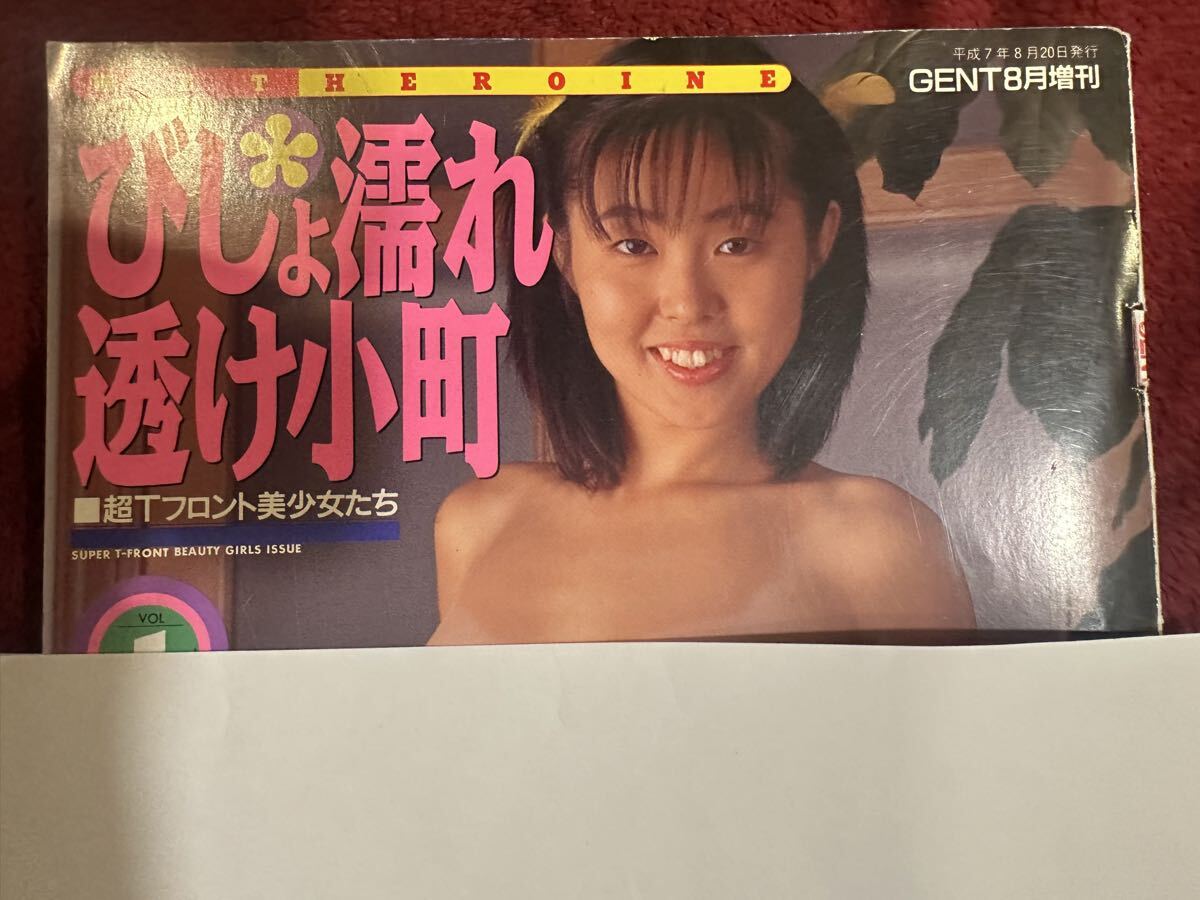 T HEROINE
平成7年8月20日発行
GENT8月増刊
びしょ濡れ
透け小町
■超Tフロント美少女たち
SUPER T-FRONT BEAUTY GIRLS ISSUE
VOL
1